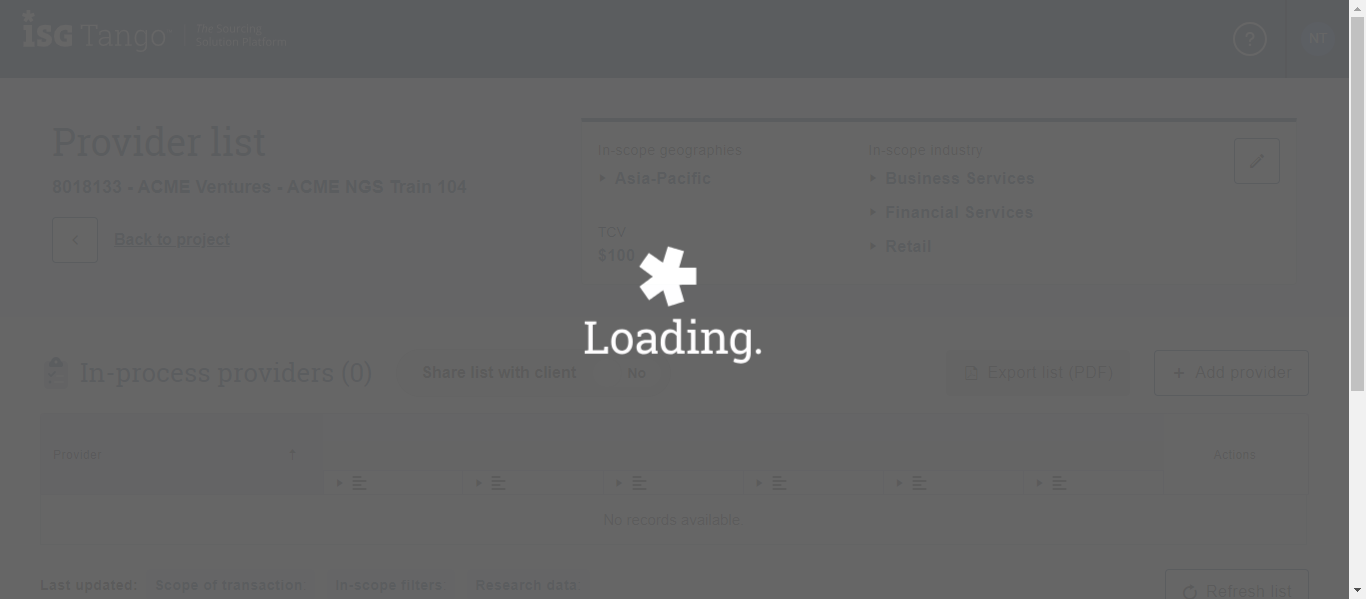 isg Tango The Sourcing
Solution Platform
?
NT
Provider list
8018133 - ACME Ventures - ACME NGS Train 104
Back to project
In-scope geographies
Asia-Pacific
TCV
$100
In-scope industry
Business Services
Financial Services
Retail
Loading.
In-process providers (0)
Share list with client No
Export list (PDF)
+ Add provider
Provider
Actions
No records available
Last updated: Scope of transaction In-scope filters Research data
Refresh list